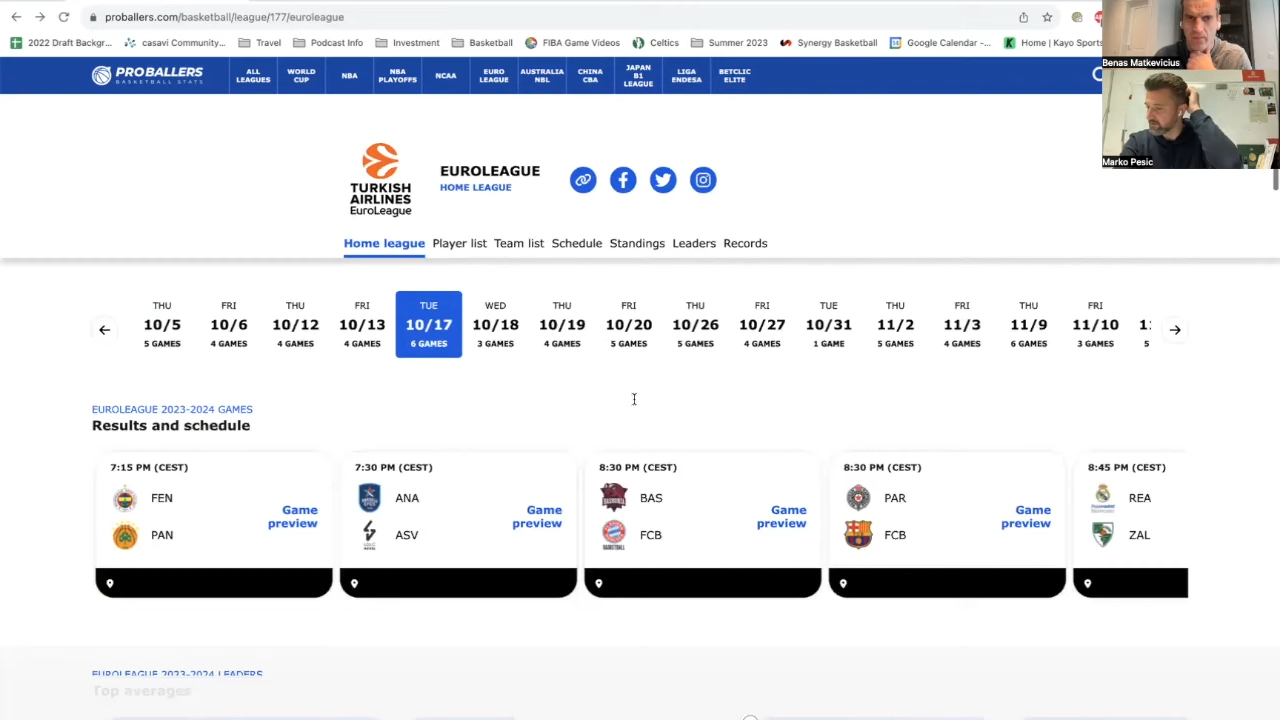 proballers.com/basketball/league/177/euroleague
2022 Draft Backgr... casavi Community... Travel Podcast Info Investment Basketball FIBA Game Videos Celtics Summer 2023 Synergy Basketball Google Calendar -... Home | Kayo Sports
Benas Matkevicius
Marko Pesic
PROBALLERS
BASKETBALL STATS
ALL LEAGUES
WORLD CUP
NBA
NBA PLAYOFFS
NCAA
EURO LEAGUE
AUSTRALIA NBL
CHINA CBA
JAPAN B1 LEAGUE
LIGA ENDESA
BETCLIC ELITE
TURKISH
AIRLINES
EuroLeague
EUROLEAGUE
HOME LEAGUE
Home league Player list Team list Schedule Standings Leaders Records
THU FRI THU FRI TUE WED THU FRI THU FRI TUE THU FRI THU FRI
10/5 10/6 10/12 10/13 10/17 10/18 10/19 10/20 10/26 10/27 10/31 11/2 11/3 11/9 11/10 1
5 GAMES 4 GAMES 4 GAMES 4 GAMES 6 GAMES 3 GAMES 4 GAMES 5 GAMES 5 GAMES 4 GAMES 1 GAME 5 GAMES 4 GAMES 6 GAMES 3 GAMES 5
EUROLEAGUE 2023-2024 GAMES
Results and schedule
7:15 PM (CEST)
FEN
PAN
Game
preview
7:30 PM (CEST)
ANA
ASV
Game
preview
8:30 PM (CEST)
BAS
FCB
Game
preview
8:30 PM (CEST)
PAR
FCB
Game
preview
8:45 PM (CEST)
REA
ZAL
EUROLEAGUE 2023-2024 LEADERS
Top averages